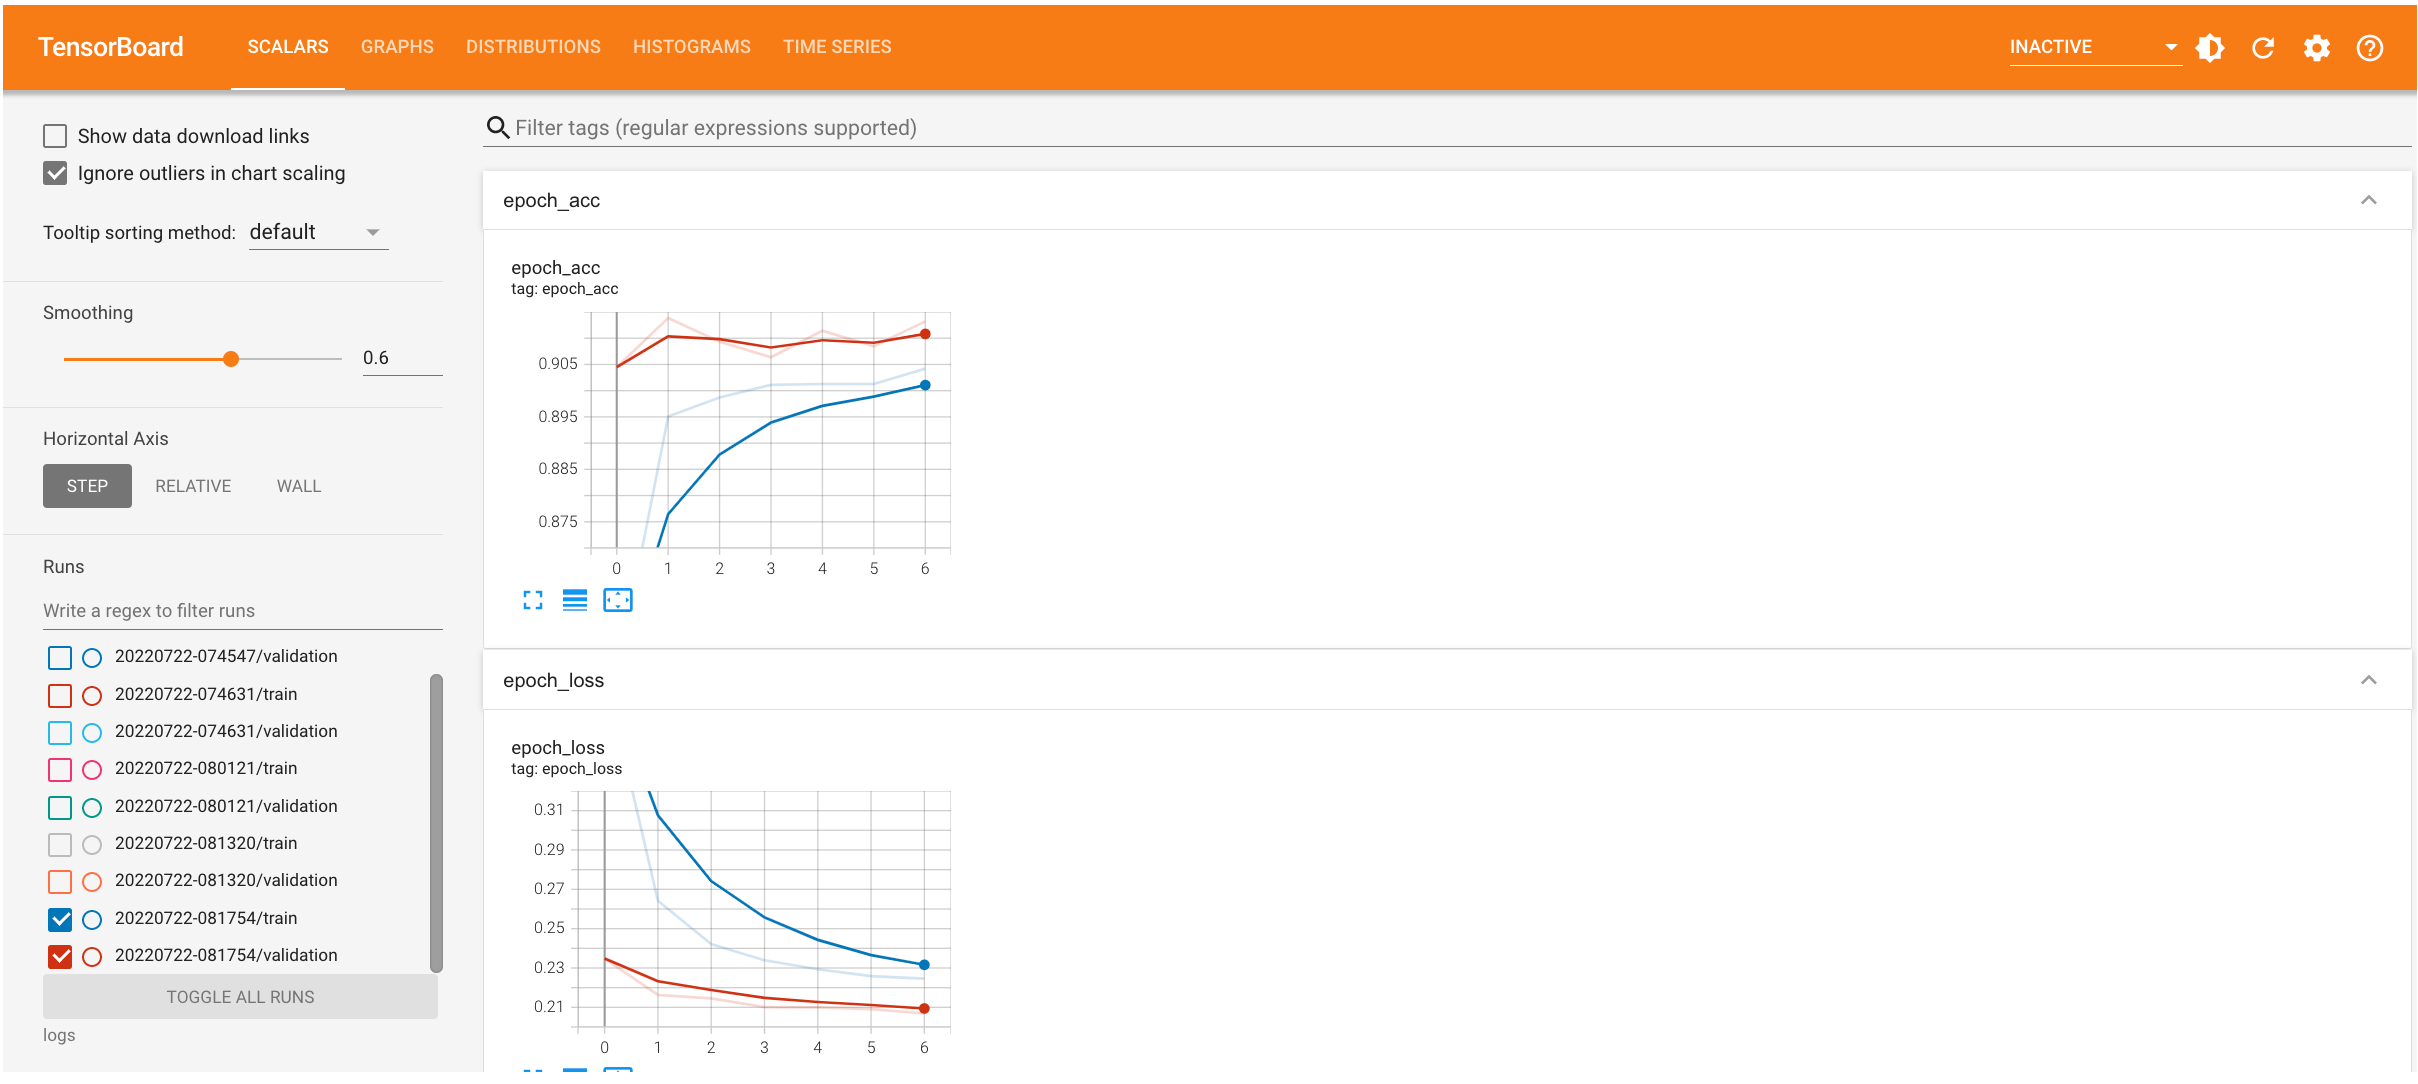 TensorBoard SCALARS GRAPHS DISTRIBUTIONS HISTOGRAMS TIME SERIES INACTIVE
Show data download links
Ignore outliers in chart scaling
Tooltip sorting method: default
Smoothing
0.6
Horizontal Axis
STEP RELATIVE WALL
Runs
Write a regex to filter runs
20220722-074547/validation
20220722-074631/train
20220722-074631/validation
20220722-080121/train
20220722-080121/validation
20220722-081320/train
20220722-081320/validation
20220722-081754/train
20220722-081754/validation
TOGGLE ALL RUNS
logs
Filter tags (regular expressions supported)
epoch_acc
epoch_acc
tag: epoch_acc
0.905
0.895
0.885
0.875
0 1 2 3 4 5 6
epoch_loss
epoch_loss
tag: epoch_loss
0.31
0.29
0.27
0.25
0.23
0.21
0 1 2 3 4 5 6